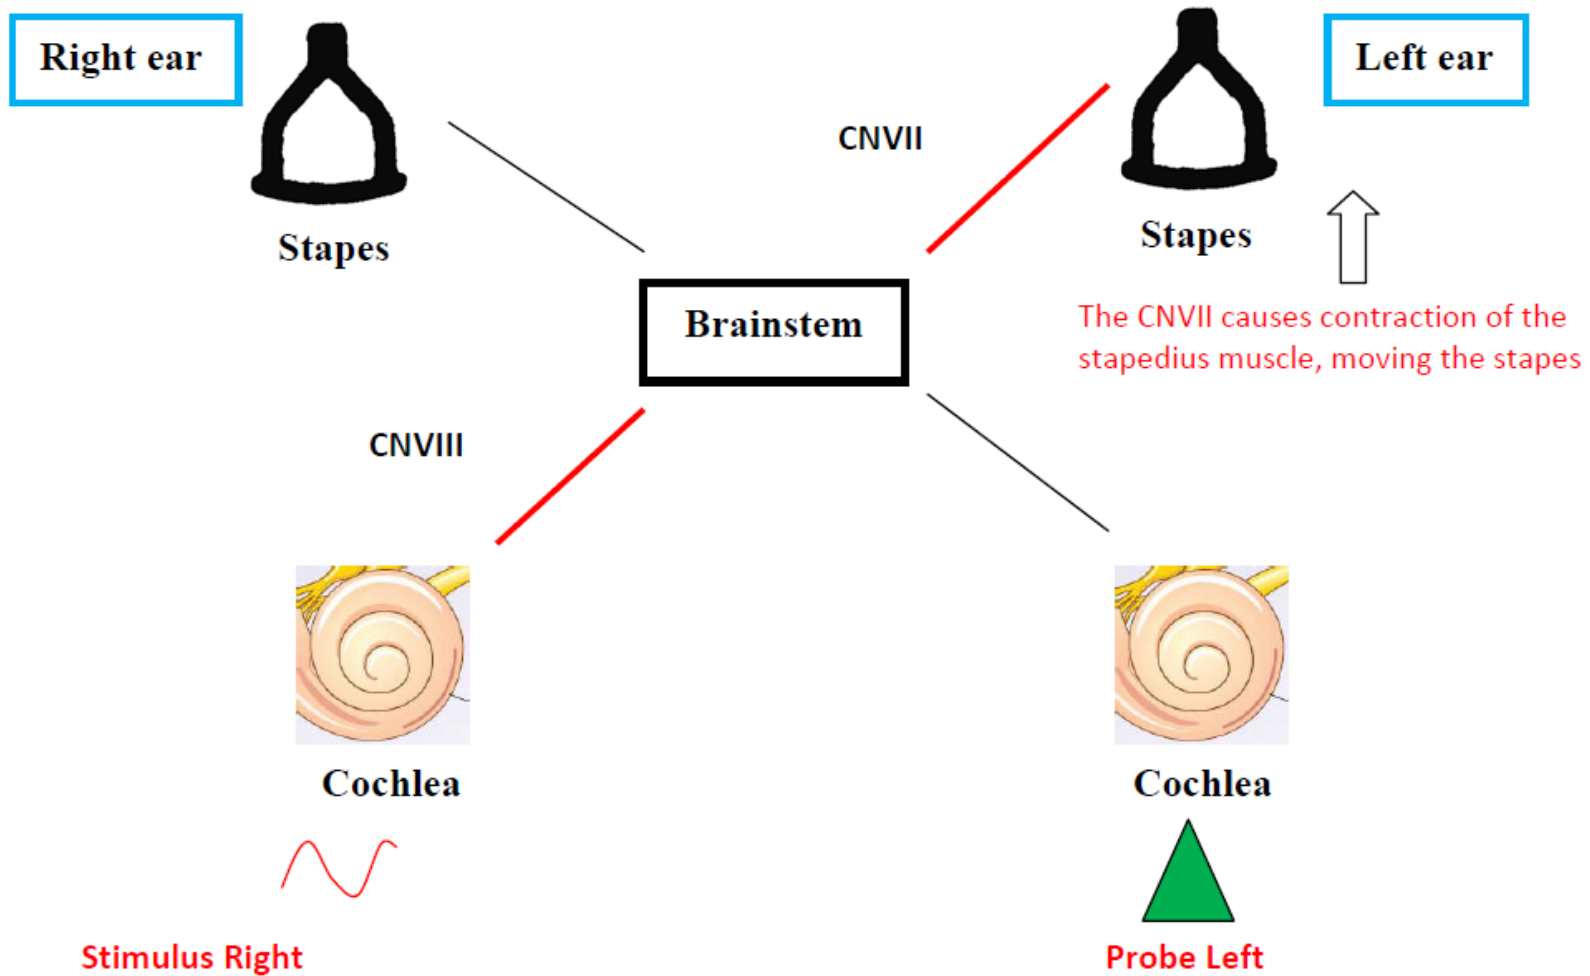 Right ear
Left ear
CNVII
Stapes
Stapes
The CNVII causes contraction of the
stapedius muscle, moving the stapes
Brainstem
CNVIII
Cochlea
Cochlea
Stimulus Right
Probe Left